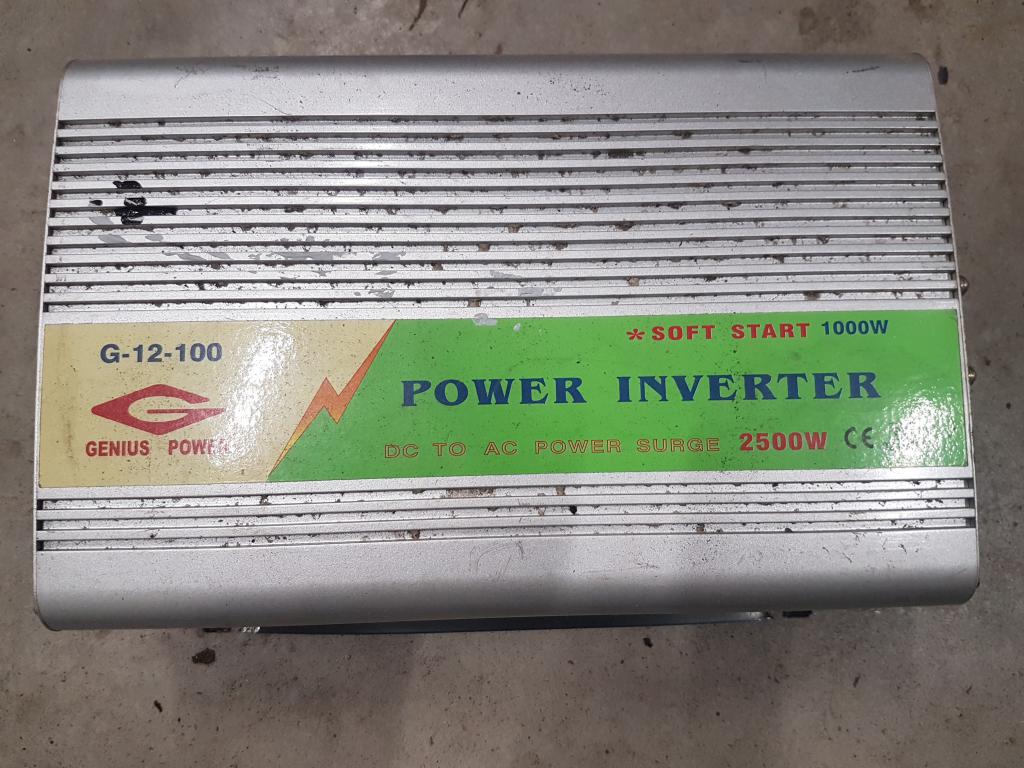 G-12-100
GENIUS POWER
*SOFT START 1000W
POWER INVERTER
DC TO AC POWER SURGE 2500W CE